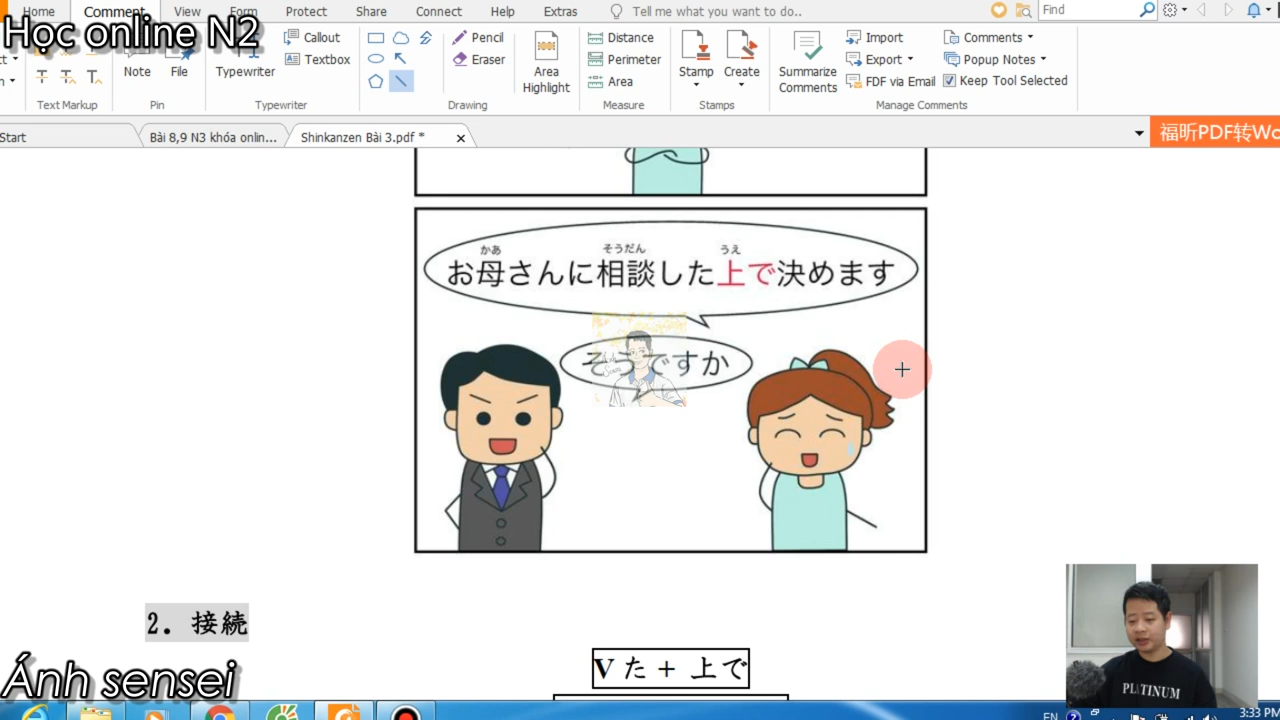 Home Comment View Form Protect Share Connect Help Extras Tell me what you want to do.. Find
Học online N2
Callout
Textbox
Pencil
Eraser
Distance
Perimeter
Area
Import
Export
FDF via Email
Comments
Popup Notes
Keep Tool Selected
Note File Typewriter Area Highlight Stamp Create Summarize Comments
Text Markup Pin Typewriter Drawing Measure Stamps Manage Comments
Start Bài 8,9 N3 khóa onlin... Shinkanzen Bài 3.pdf * 福昕PDF转Wo
かあ そうだん うえ
お母さんに相談した上で決めます
そうですか
2. 接続
V た + 上で
Ánh sensei
PLATINUM
EN
3:33 PM